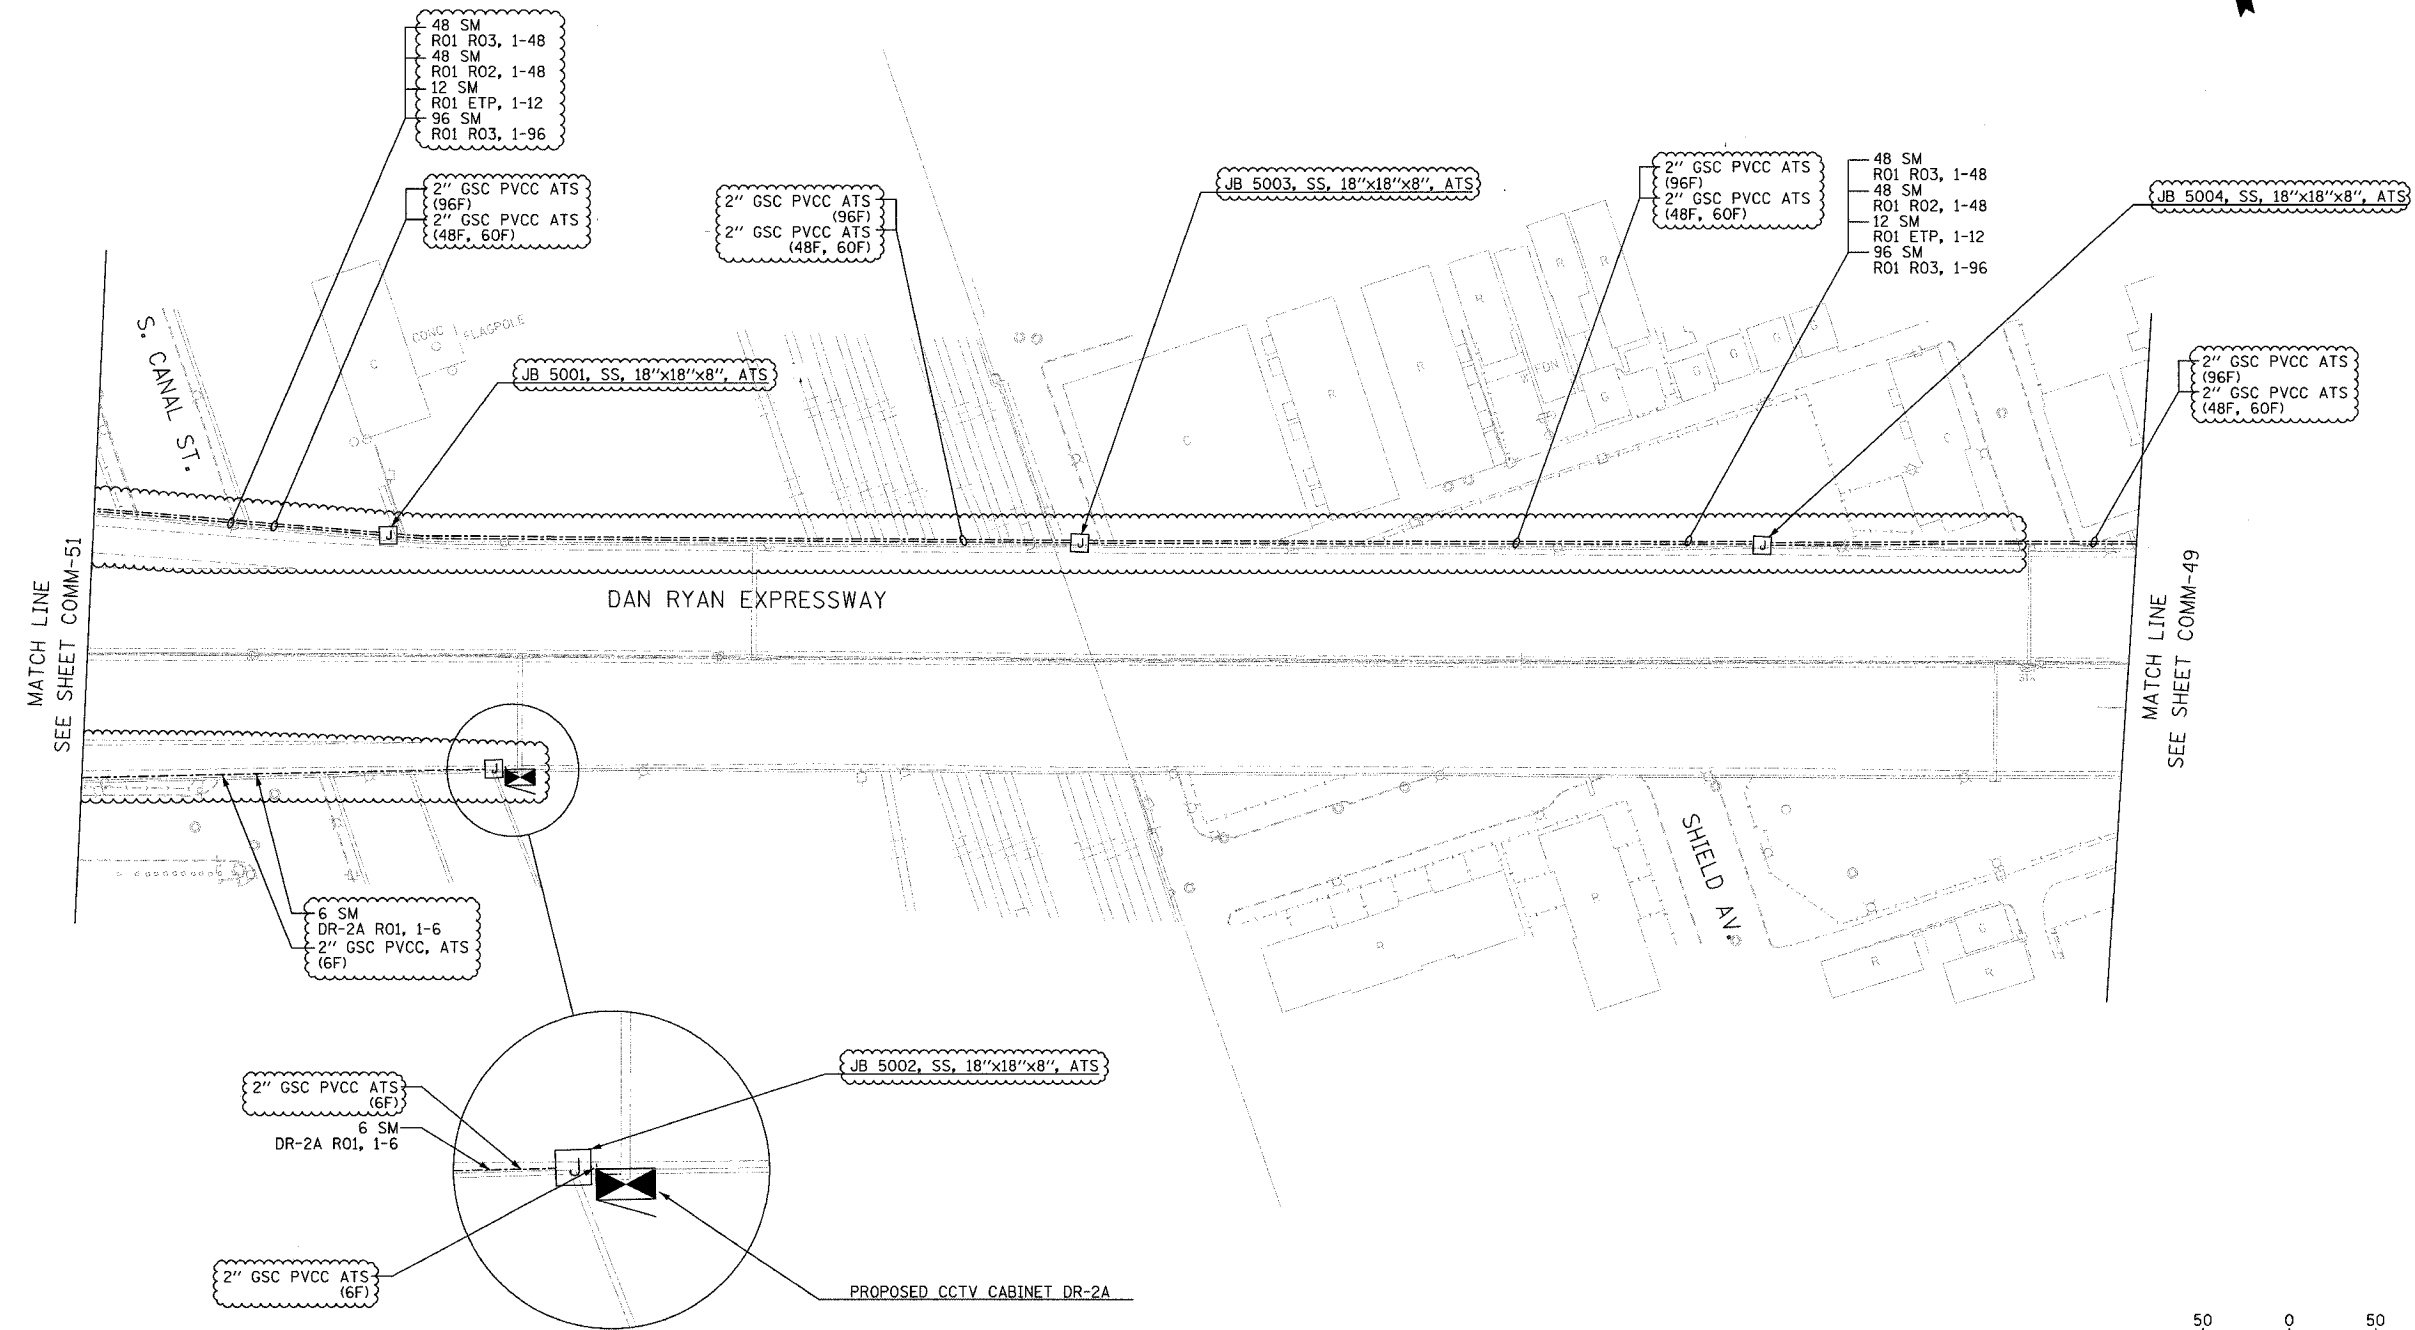 48 SM
R01 R03, 1-48
48 SM
R01 R02, 1-48
12 SM
R01 ETP, 1-12
96 SM
R01 R03, 1-96
2" GSC PVCC ATS
(96F)
2" GSC PVCC ATS
(48F, 60F)
2" GSC PVCC ATS
(96F)
2" GSC PVCC ATS
(48F, 60F)
JB 5003, SS, 18"x18"x8", ATS
2" GSC PVCC ATS
(96F)
2" GSC PVCC ATS
(48F, 60F)
48 SM
R01 R03, 1-48
48 SM
R01 R02, 1-48
12 SM
R01 ETP, 1-12
96 SM
R01 R03, 1-96
JB 5004, SS, 18"x18"x8", ATS
2" GSC PVCC ATS
(96F)
2" GSC PVCC ATS
(48F, 60F)
S. CANAL ST.
CONC
FLAGPOLE
C
JB 5001, SS, 18"x18"x8", ATS
C
R
R
R
R
R
G
G
G
G
C
J
J
J
MATCH LINE
SEE SHEET COMM-51
DAN RYAN EXPRESSWAY
MATCH LINE
SEE SHEET COMM-49
J
SHIELD AV.
R
R
R
G
R
6 SM
DR-2A R01, 1-6
2" GSC PVCC, ATS
(6F)
JB 5002, SS, 18"x18"x8", ATS
2" GSC PVCC ATS
(6F)
6 SM
DR-2A R01, 1-6
J
2" GSC PVCC ATS
(6F)
PROPOSED CCTV CABINET DR-2A
50 0 50